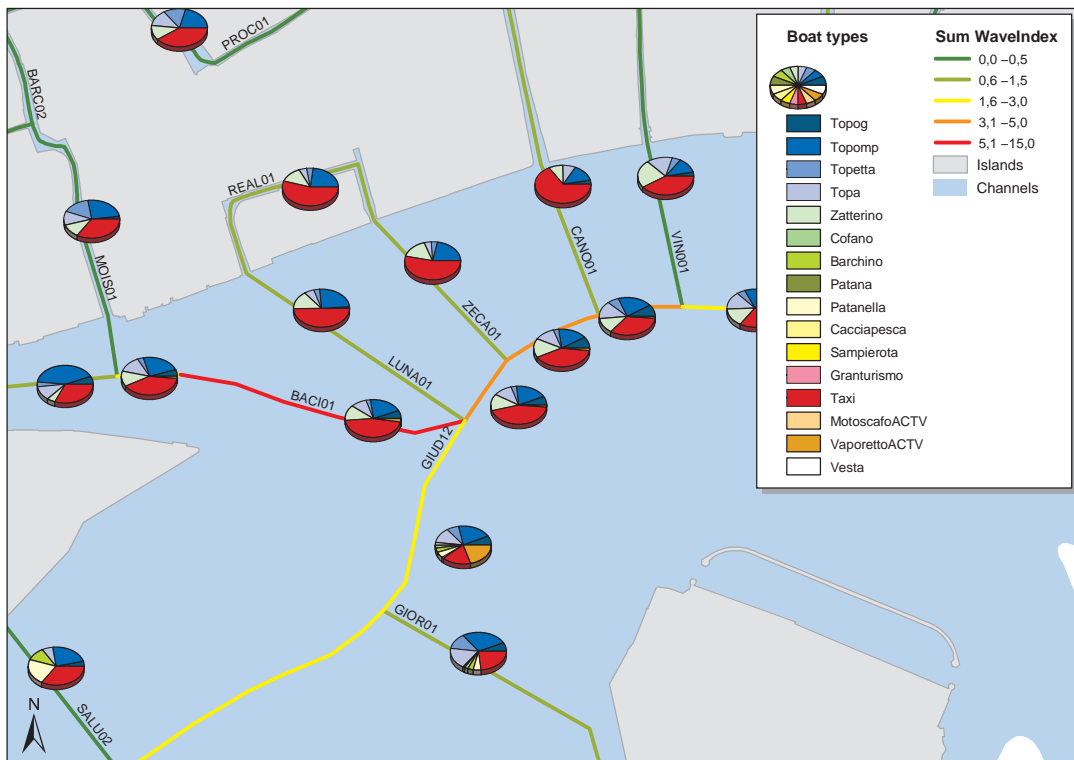 PROC01
BARC02
REAL01
CANO01
VIN001
MOIS01
ZECA01
LUNA01
BACI01
GIUD12
GIOR01
SALU02
N
Boat types
Topog
Topomp
Topetta
Topa
Zatterino
Cofano
Barchino
Patana
Patanella
Cacciapesca
Sampierota
Granturismo
Taxi
MotoscafoACTV
VaporettoACTV
Vesta
Sum WaveIndex
0,0 –0,5
0,6 –1,5
1,6 –3,0
3,1 –5,0
5,1 –15,0
Islands
Channels